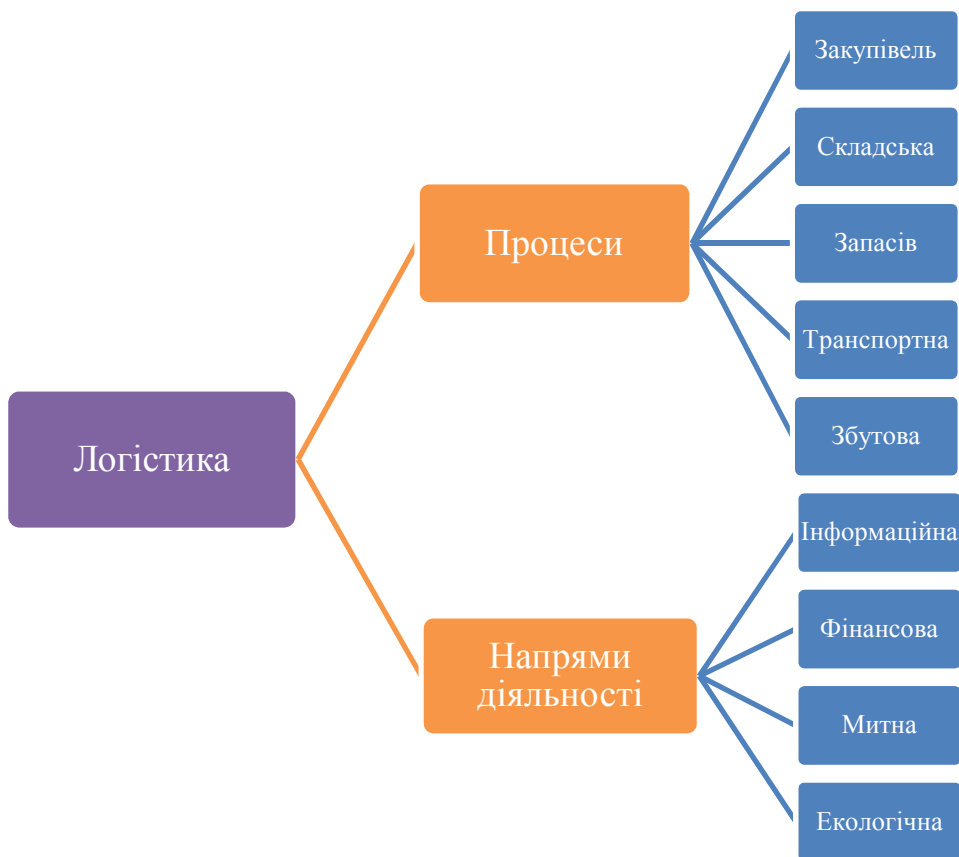 Логістика
Процеси
Закупівель
Складська
Запасів
Транспортна
Збутова
Напрями
діяльності
Інформаційна
Фінансова
Митна
Екологічна